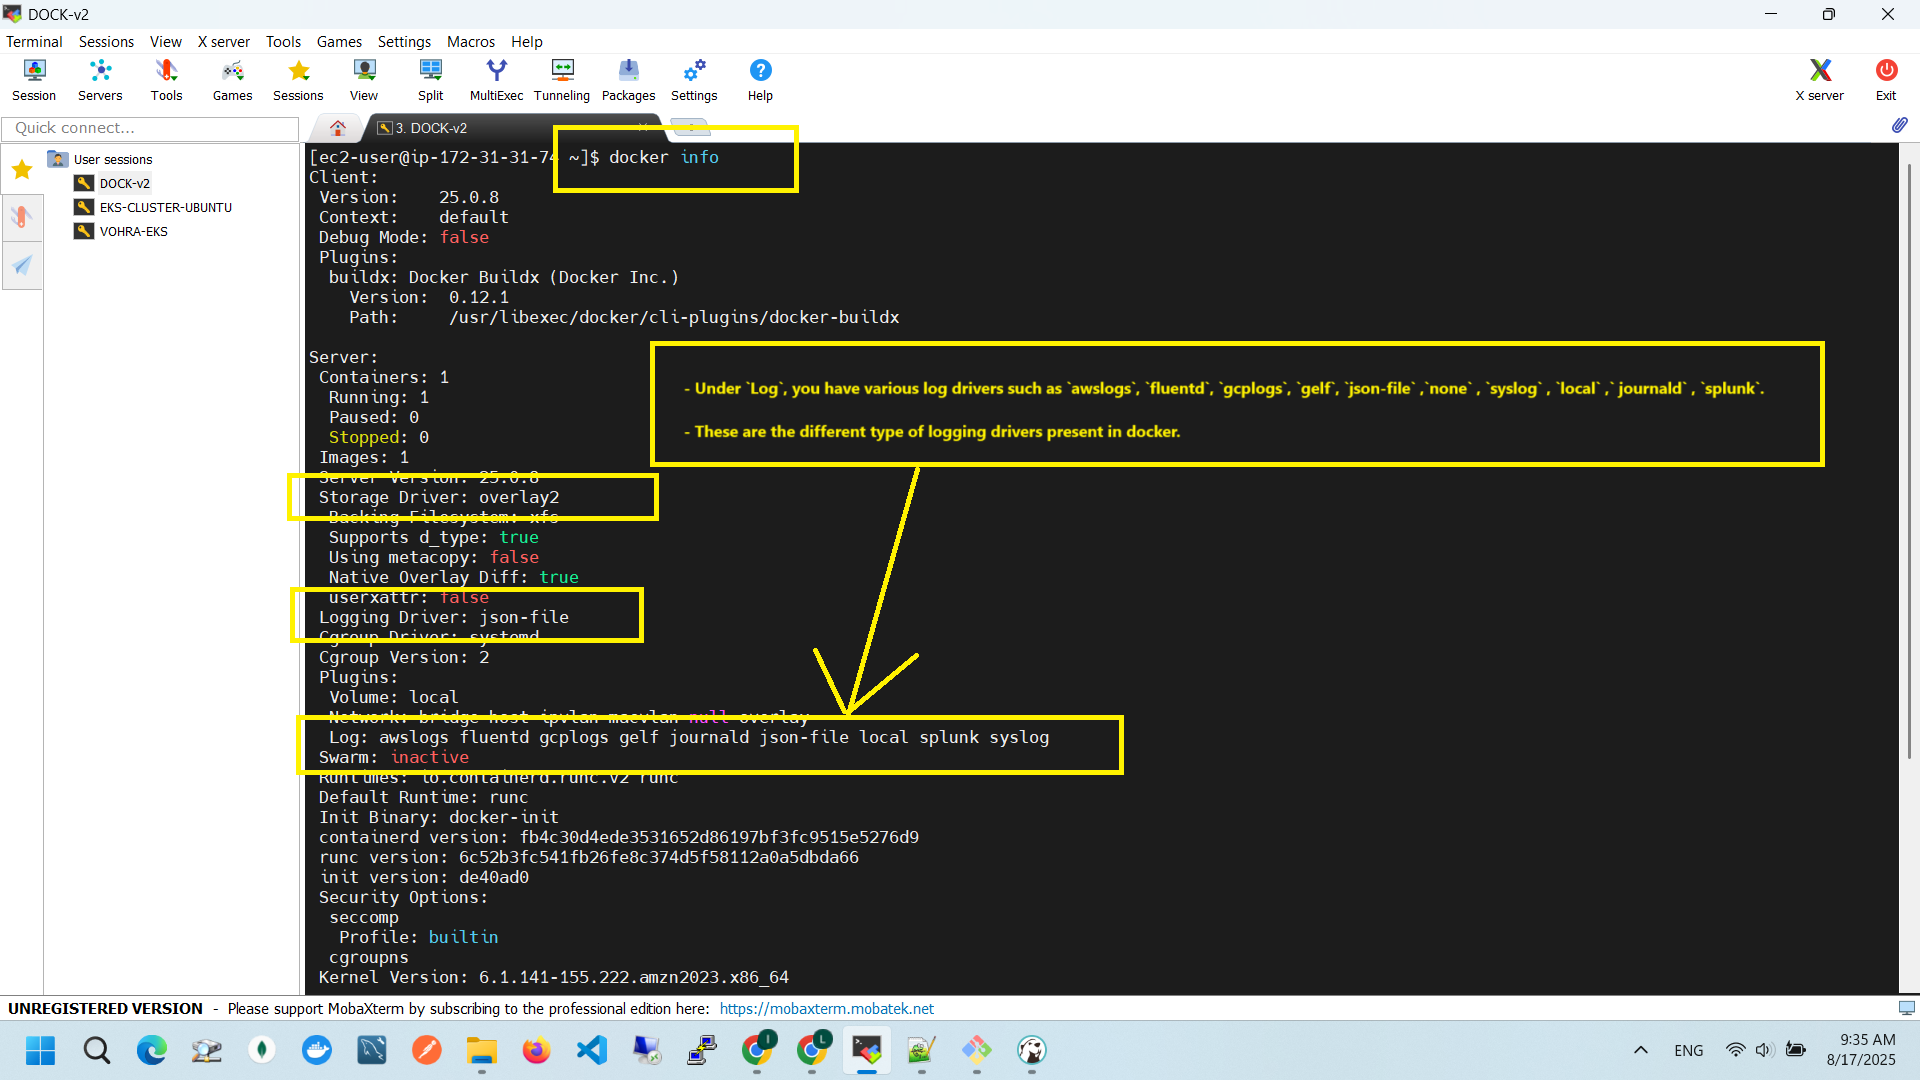 DOCK-v2
Terminal Sessions View X server Tools Games Settings Macros Help
Session Servers Tools Games Sessions View Split MultiExec Tunneling Packages Settings Help X server Exit
Quick connect...
3. DOCK-v2
User sessions
DOCK-v2
EKS-CLUSTER-UBUNTU
VOHRA-EKS
[ec2-user@ip-172-31-31-74 ~]$ docker info
Client:
Version: 25.0.8
Context: default
Debug Mode: false
Plugins:
buildx: Docker Buildx (Docker Inc.)
Version: 0.12.1
Path: /usr/libexec/docker/cli-plugins/docker-buildx
Server:
Containers: 1
Running: 1
Paused: 0
Stopped: 0
Images: 1
Server Version: 25.0.8
Storage Driver: overlay2
Backing Filesystem: xfs
Supports d_type: true
Using metacopy: false
Native Overlay Diff: true
userxattr: false
Logging Driver: json-file
Cgroup Driver: systemd
Cgroup Version: 2
Plugins:
Volume: local
Network: bridge host ipvlan macvlan null overlay
Log: awslogs fluentd gcplogs gelf journald json-file local splunk syslog
Swarm: inactive
Runtimes: io.containerd.runc.v2 runc
Default Runtime: runc
Init Binary: docker-init
containerd version: fb4c30d4ede3531652d86197bf3fc9515e5276d9
runc version: 6c52b3fc541fb26fe8c374d5f58112a0a5dbda66
init version: de40ad0
Security Options:
seccomp
Profile: builtin
cgroupns
Kernel Version: 6.1.141-155.222.amzn2023.x86_64
- Under `Log`, you have various log drivers such as `awslogs`, `fluentd`, `gcplogs`, `gelf`, `json-file` ,`none` , `syslog` , `local` ,` journald` , `splunk`.
- These are the different type of logging drivers present in docker.
UNREGISTERED VERSION - Please support MobaXterm by subscribing to the professional edition here: https://mobaxterm.mobatek.net
I L ENG 9:35 AM
8/17/2025